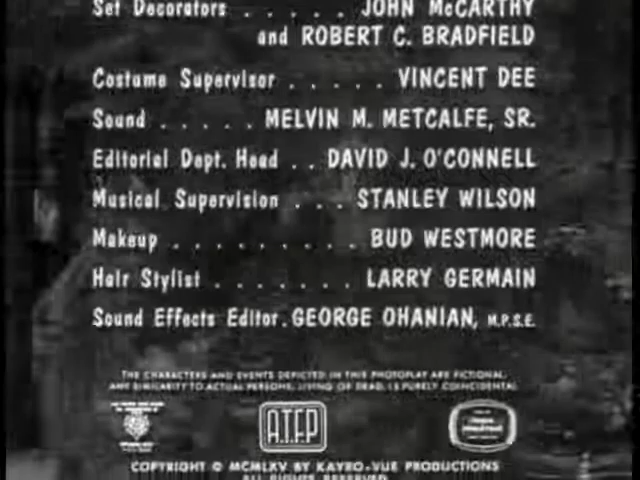 Set Decorators . . . . . JOHN McCARTHY
and ROBERT C. BRADFIELD
Costume Supervisor . . . . . VINCENT DEE
Sound . . . . . MELVIN M. METCALFE, SR.
Editorial Dept. Head . . DAVID J. O'CONNELL
Musical Supervision . . . STANLEY WILSON
Makeup . . . . . . . . . BUD WESTMORE
Hair Stylist . . . . . . . LARRY GERMAIN
Sound Effects Editor. GEORGE OHANIAN, M.P.S.E.
THE CHARACTERS AND EVENTS DEPICTED IN THIS PHOTOPLAY ARE FICTIONAL.
ANY SIMILARITY TO ACTUAL PERSONS, LIVING OR DEAD, IS PURELY COINCIDENTAL
A.T.F.P
COPYRIGHT © MCMLXV BY KAYRO-VUE PRODUCTIONS
ALL RIGHTS RESERVED